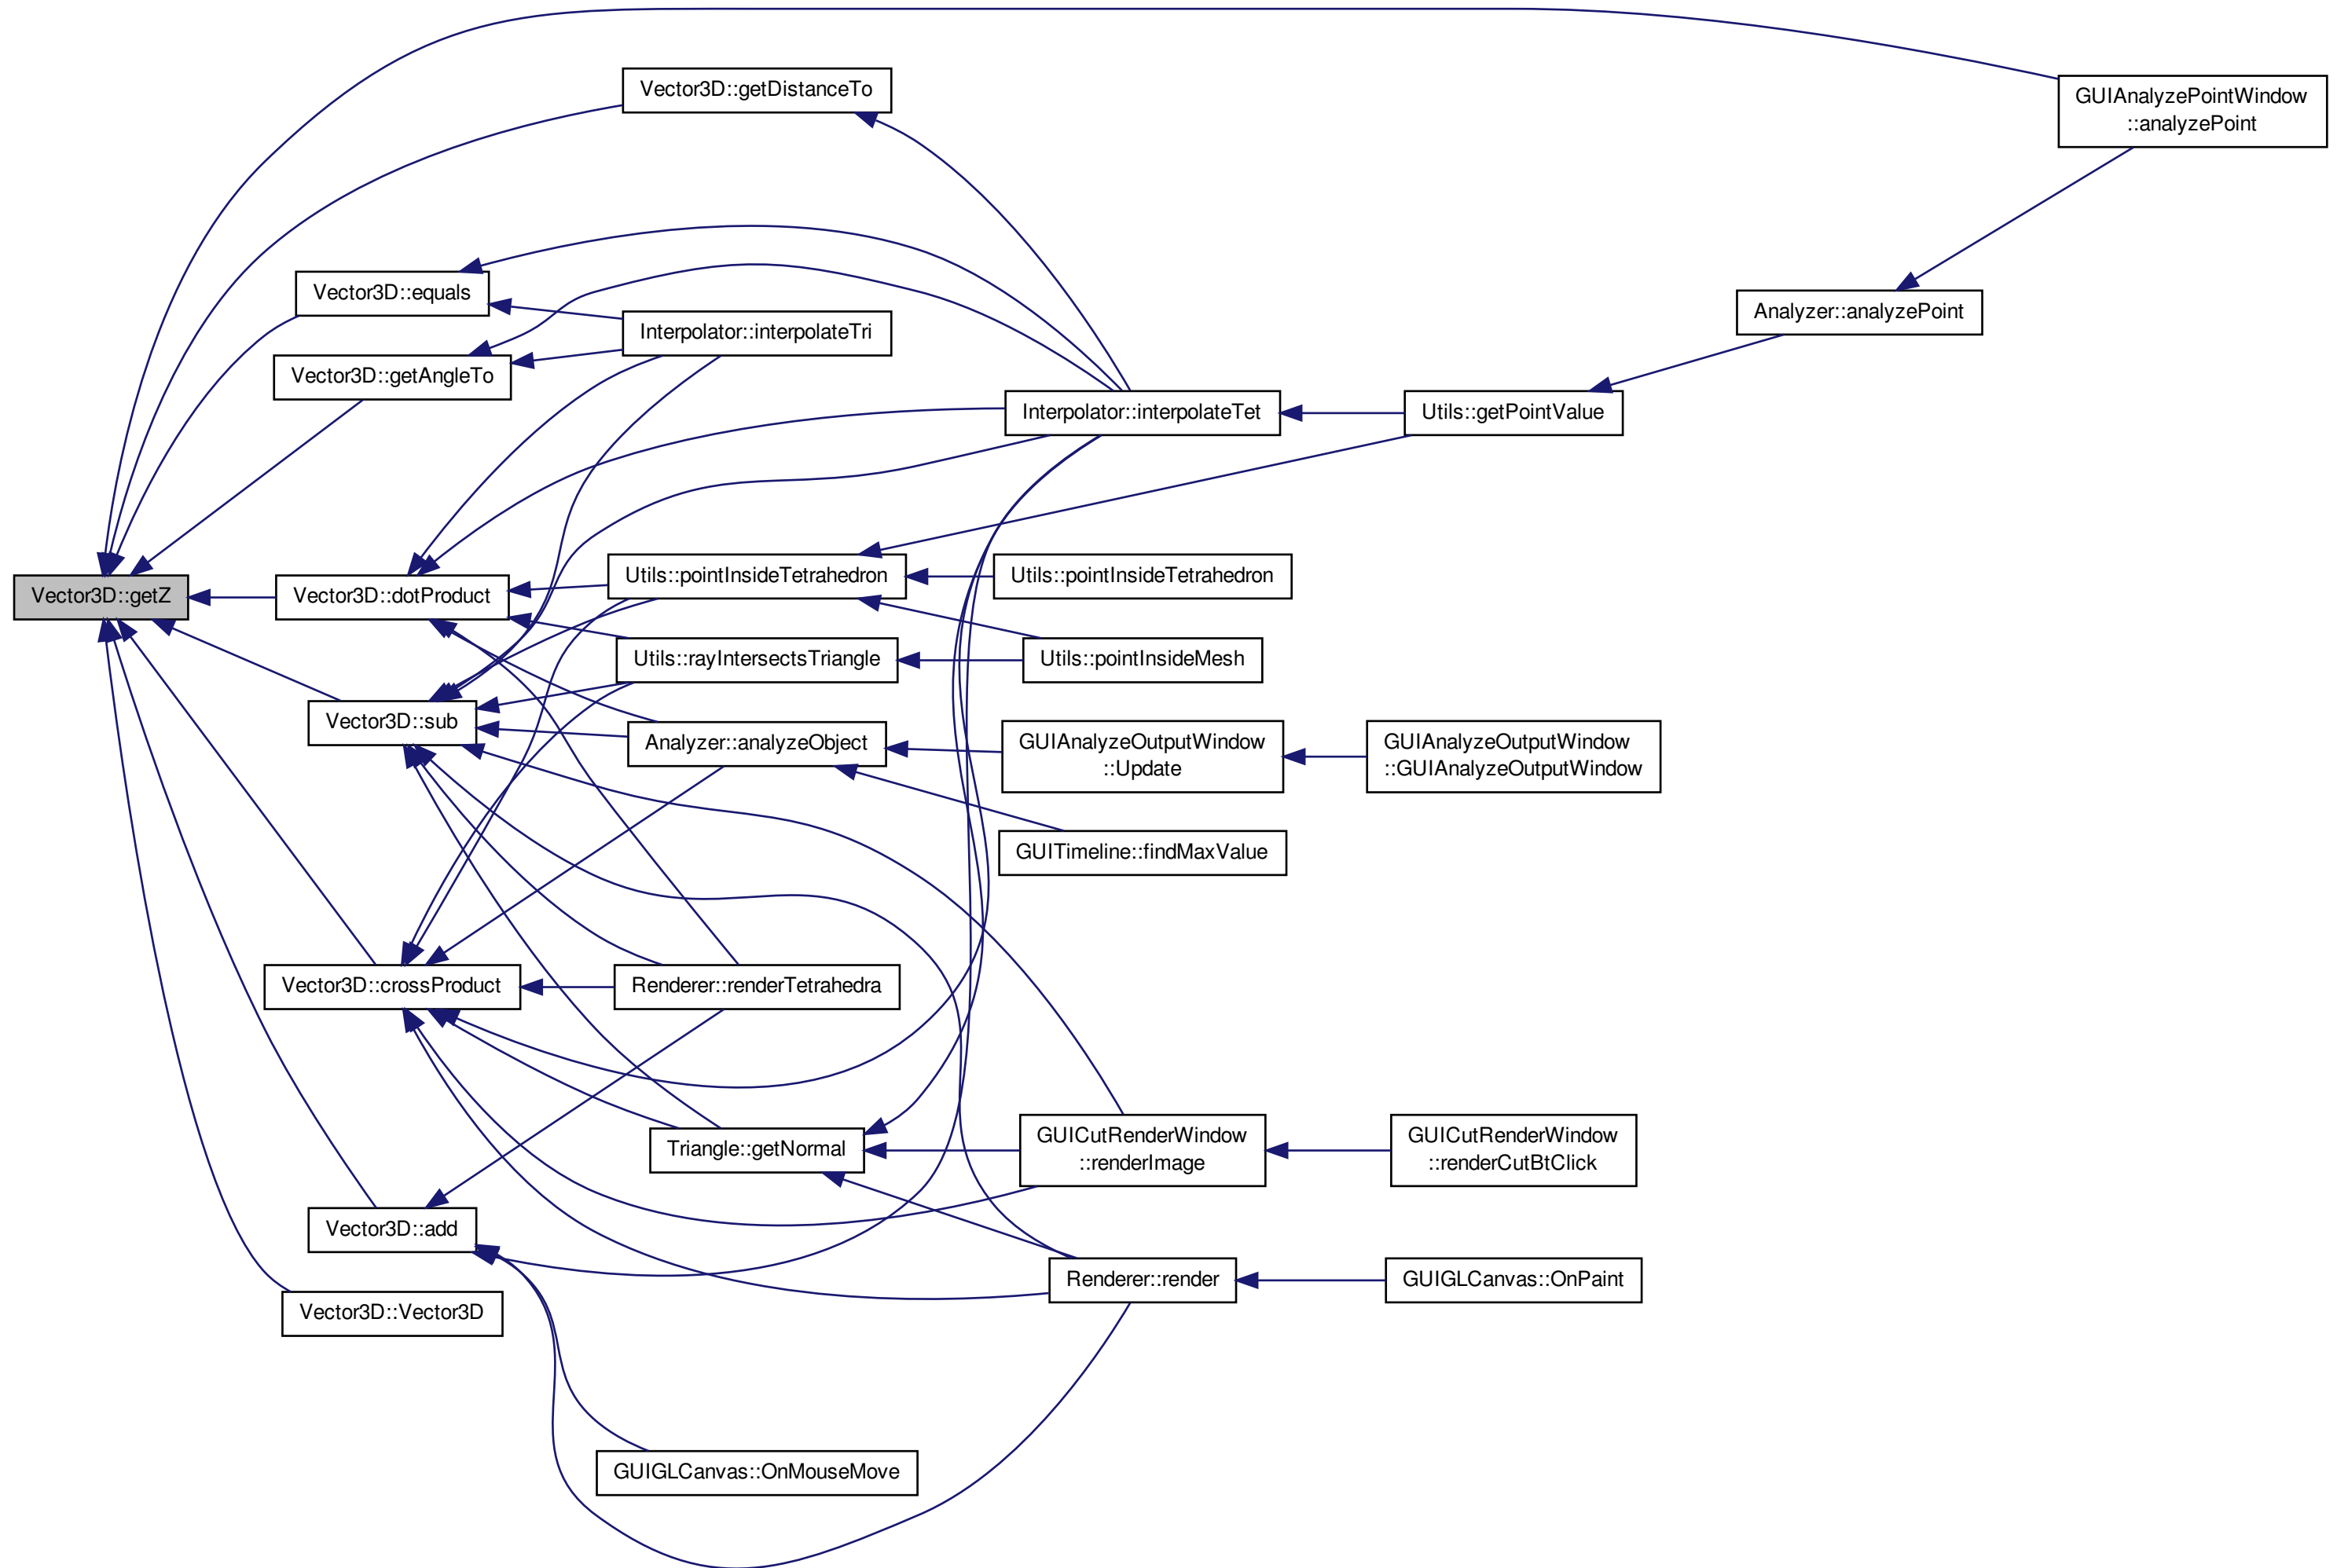 Vector3D::getZ
Vector3D::getDistanceTo
GUIAnalyzePointWindow
::analyzePoint
Vector3D::equals
Interpolator::interpolateTri
Vector3D::getAngleTo
Analyzer::analyzePoint
Interpolator::interpolateTet
Utils::getPointValue
Vector3D::dotProduct
Utils::pointInsideTetrahedron
Utils::pointInsideTetrahedron
Utils::rayIntersectsTriangle
Utils::pointInsideMesh
Vector3D::sub
Analyzer::analyzeObject
GUIAnalyzeOutputWindow
::Update
GUIAnalyzeOutputWindow
::GUIAnalyzeOutputWindow
GUITimeline::findMaxValue
Vector3D::crossProduct
Renderer::renderTetrahedra
Triangle::getNormal
GUICutRenderWindow
::renderImage
GUICutRenderWindow
::renderCutBtClick
Vector3D::add
Renderer::render
GUIGLCanvas::OnPaint
Vector3D::Vector3D
GUIGLCanvas::OnMouseMove